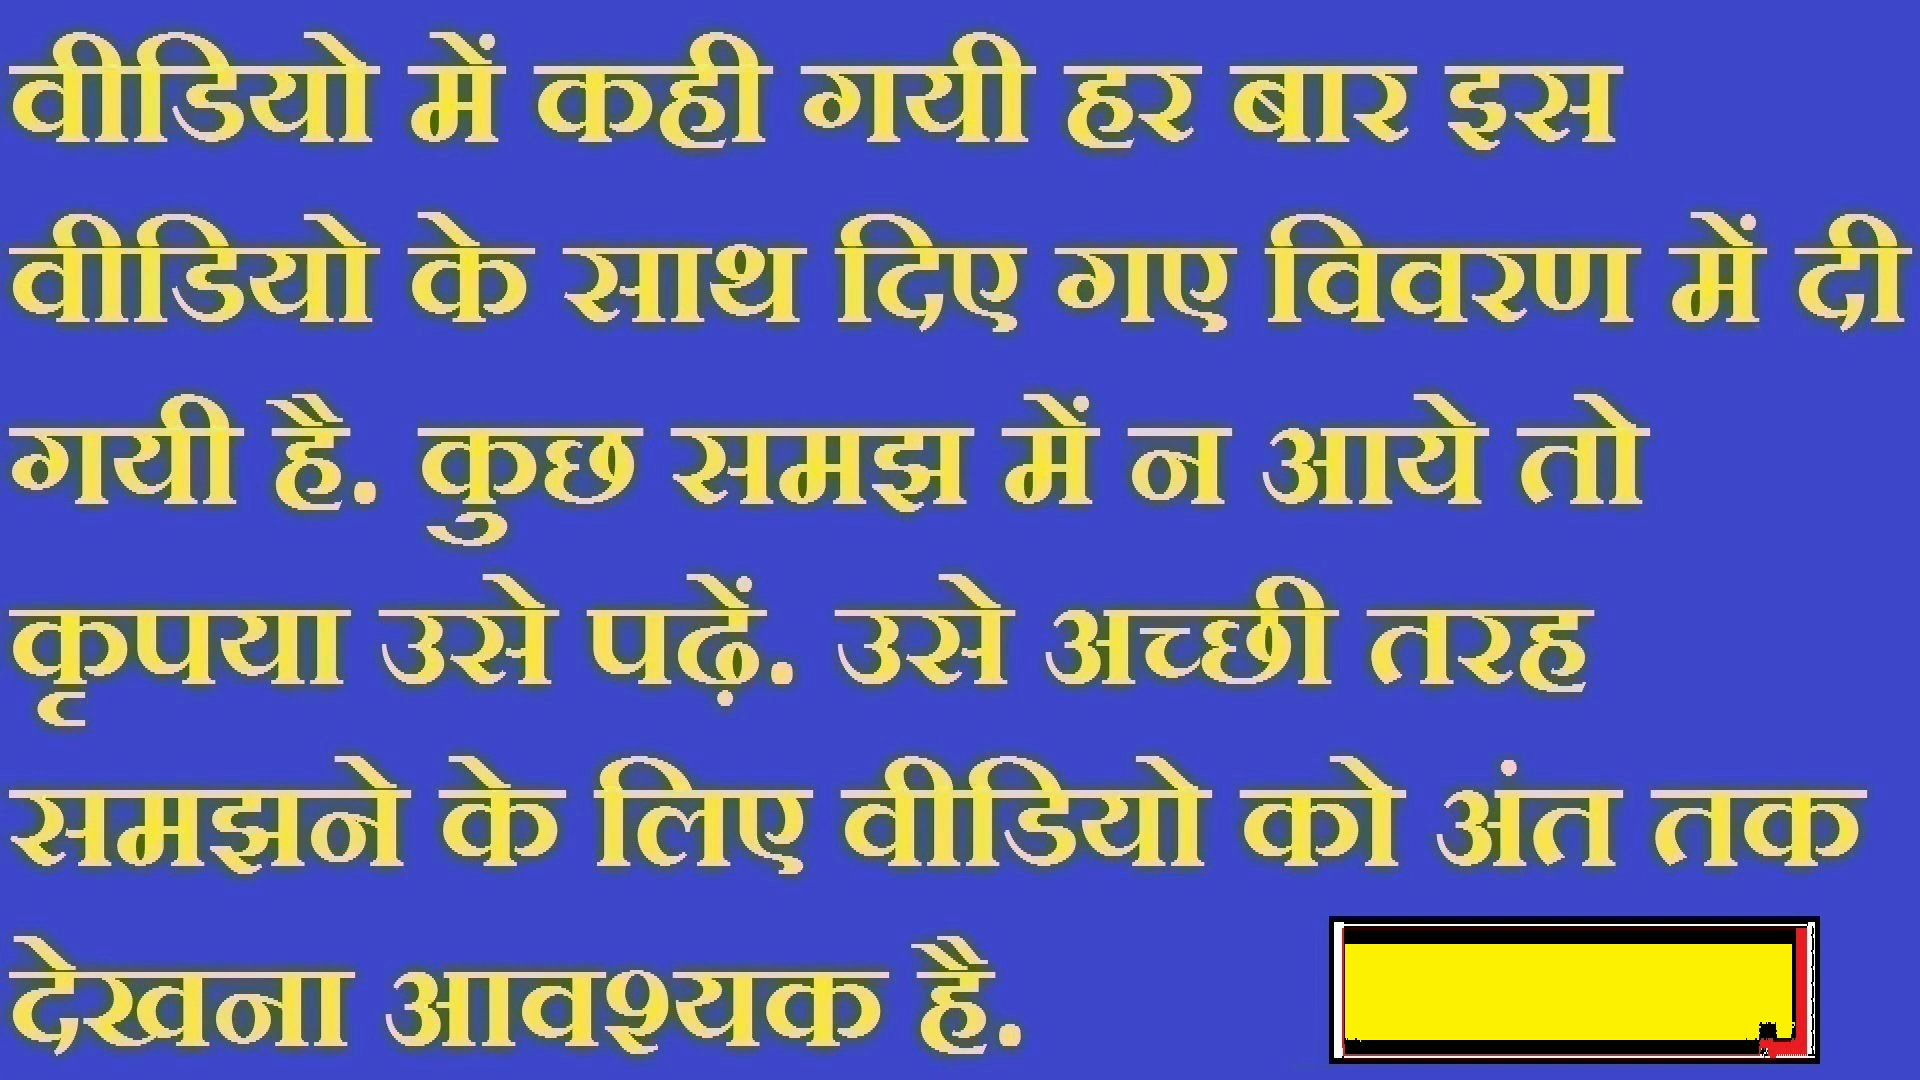 वीडियो में कही गयी हर बार इस
वीडियो के साथ दिए गए विवरण में दी
गयी है. कुछ समझ में न आये तो
कृपया उसे पढ़ें. उसे अच्छी तरह
समझने के लिए वीडियो को अंत तक
देखना आवश्यक है.